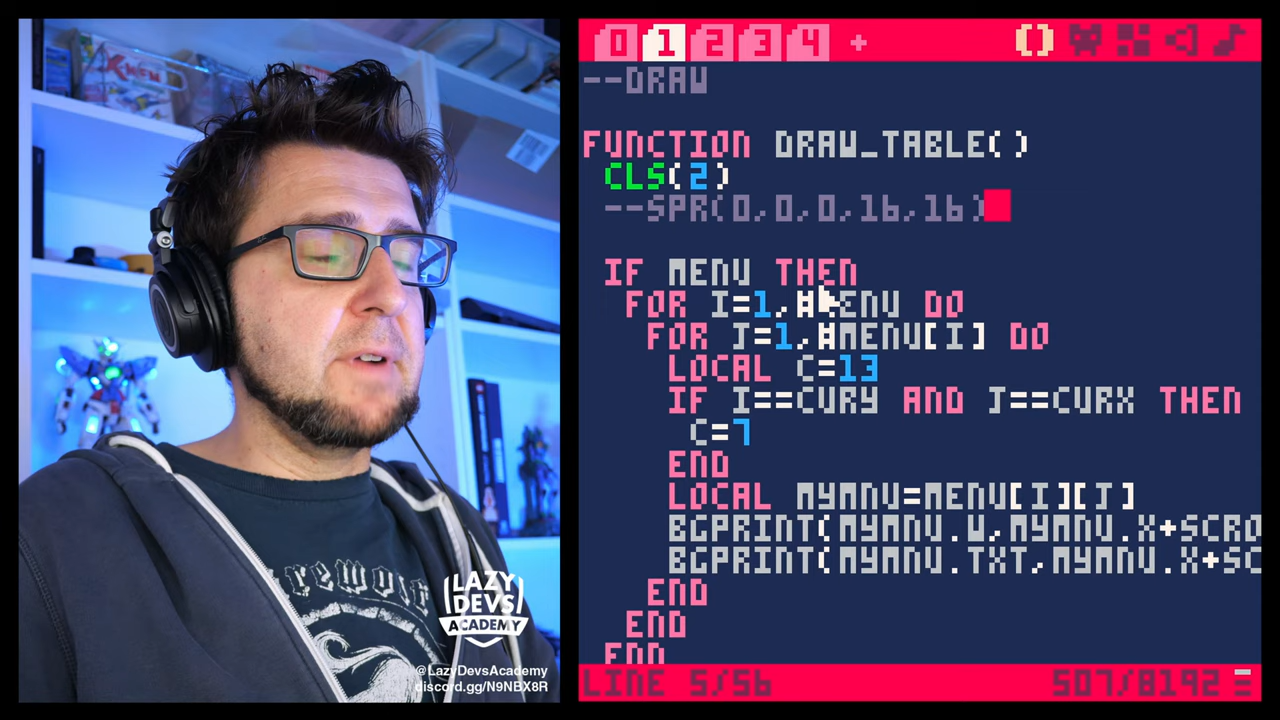 X-MEN
LAZY
DEVS
ACADEMY
@LazyDevsAcademy
discord.gg/N9NBX8R
0 1 2 3 4 +
--DRAW
FUNCTION DRAW_TABLE()
CLS(2)
--SPR(0,0,0,16,16)
IF MENU THEN
FOR I=1,#MENU DO
FOR J=1,#MENU[I] DO
LOCAL C=13
IF I==CURY AND J==CURX THEN
C=7
END
LOCAL MYMNU=MENU[I][J]
BGPRINT(MYMNU.W,MYMNU.X+SCRO
BGPRINT(MYMNU.TXT,MYMNU.X+SC
END
END
END
LINE 5/56
507/8192